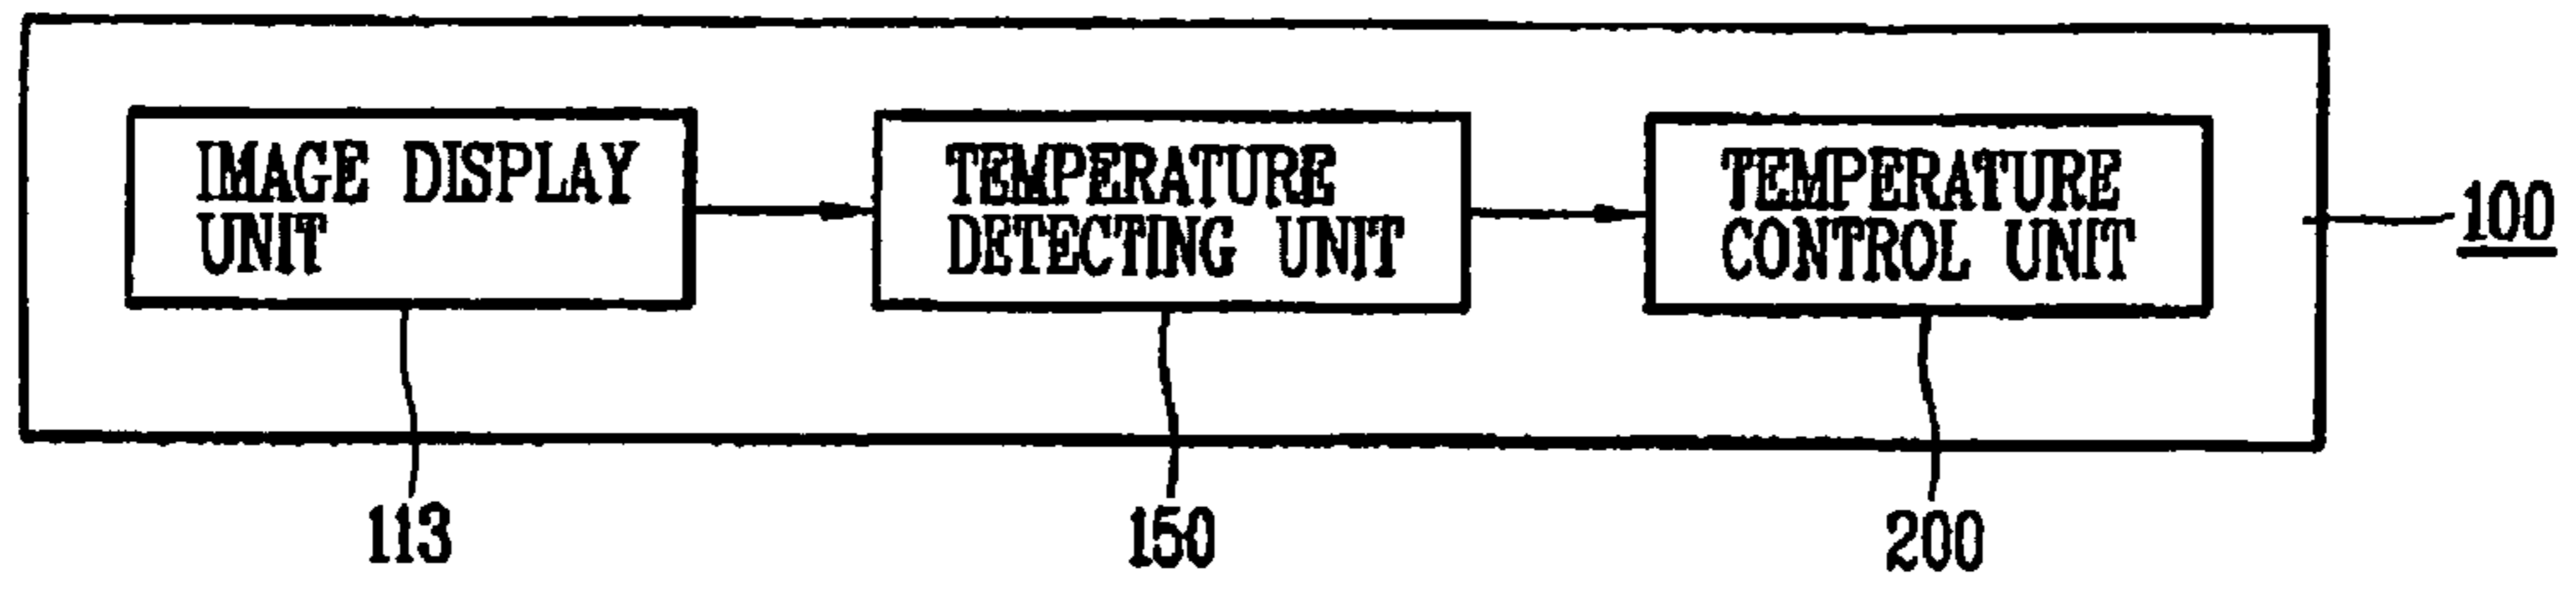 IMAGE DISPLAY
UNIT
TEMPERATURE
DETECTING UNIT
TEMPERATURE
CONTROL UNIT
100
113
150
200